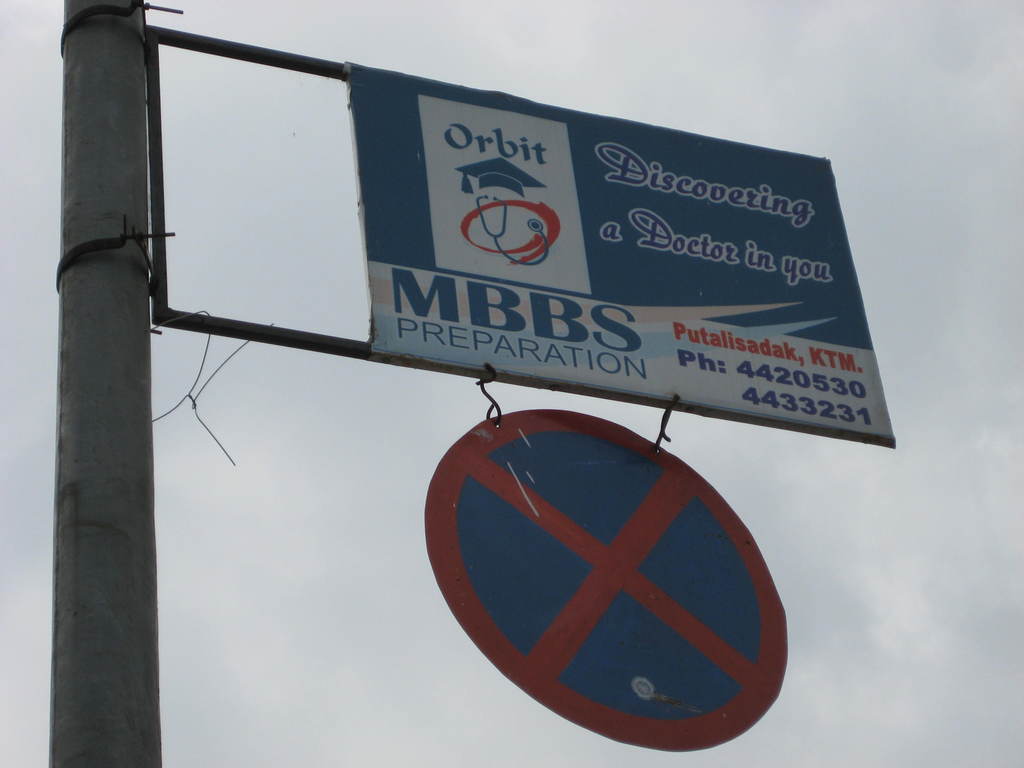 Orbit
Discovering
a Doctor in you
MBBS
PREPARATION
Putalisadak, KTM.
Ph: 4420530
4433231